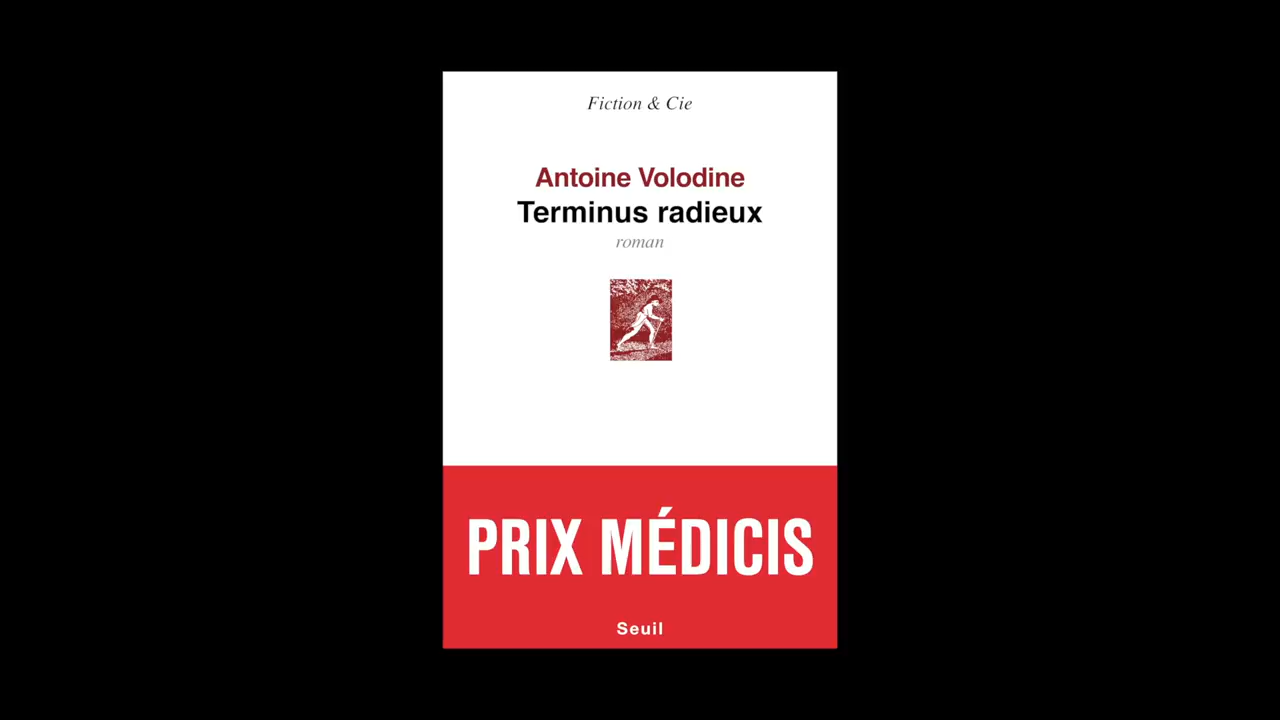 Fiction & Cie
Antoine Volodine
Terminus radieux
roman
PRIX MÉDICIS
Seuil